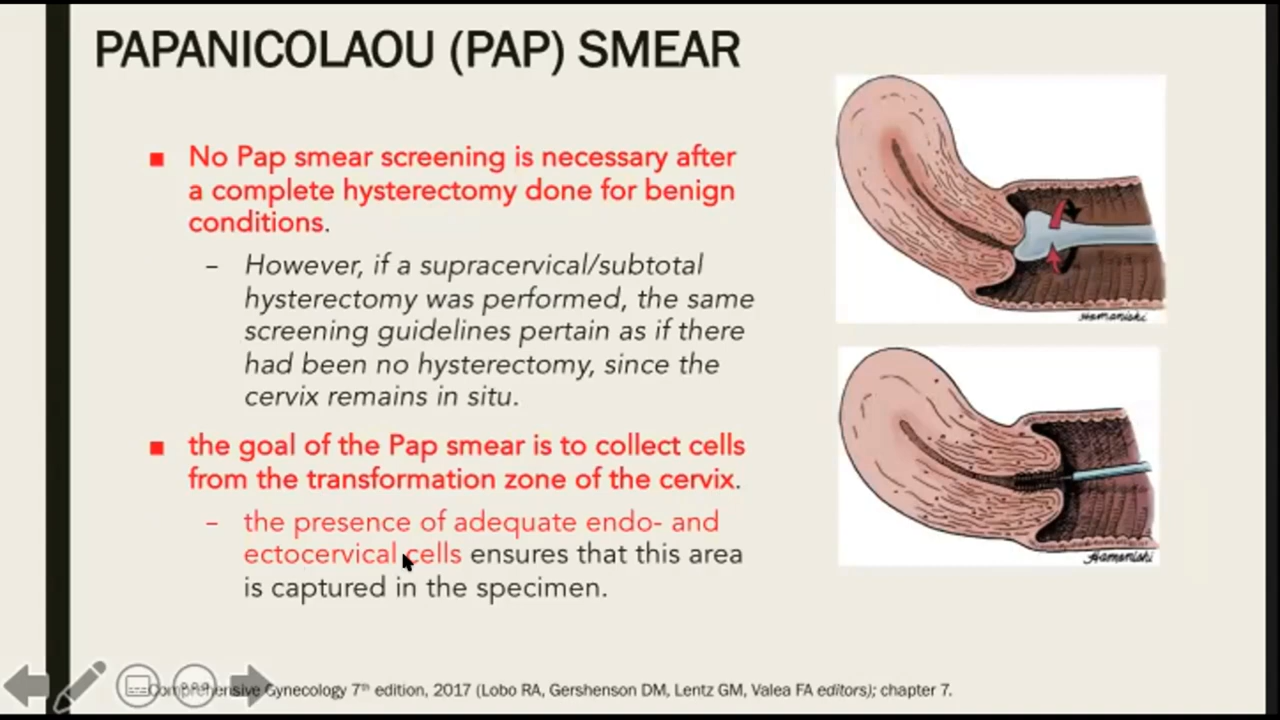 PAPANICOLAOU (PAP) SMEAR
■ No Pap smear screening is necessary after
a complete hysterectomy done for benign
conditions.
– However, if a supracervical/subtotal
hysterectomy was performed, the same
screening guidelines pertain as if there
had been no hysterectomy, since the
cervix remains in situ.
■ the goal of the Pap smear is to collect cells
from the transformation zone of the cervix.
– the presence of adequate endo- and
ectocervical cells ensures that this area
is captured in the specimen.
Hamanishi
Hamanishi
Comprehensive Gynecology 7th edition, 2017 (Lobo RA, Gershenson DM, Lentz GM, Valea FA editors); chapter 7.